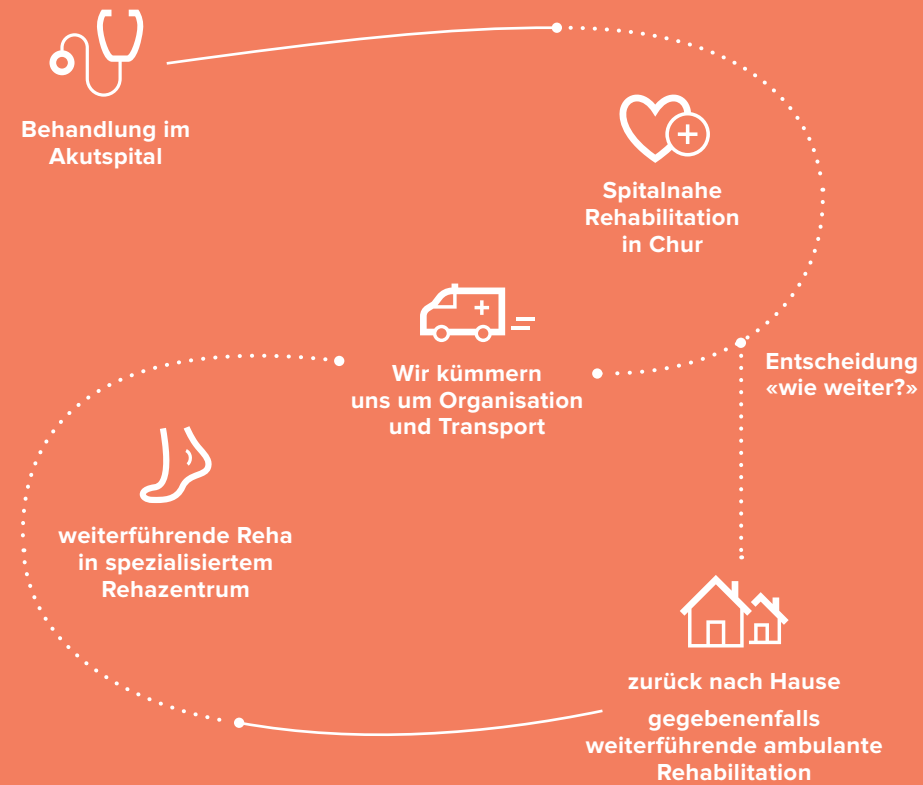 Behandlung im
Akutspital
Spitalnahe
Rehabilitation
in Chur
Entscheidung
«wie weiter?»
Wir kümmern
uns um Organisation
und Transport
weiterführende Reha
in spezialisiertem
Rehazentrum
zurück nach Hause
gegebenenfalls
weiterführende ambulante
Rehabilitation